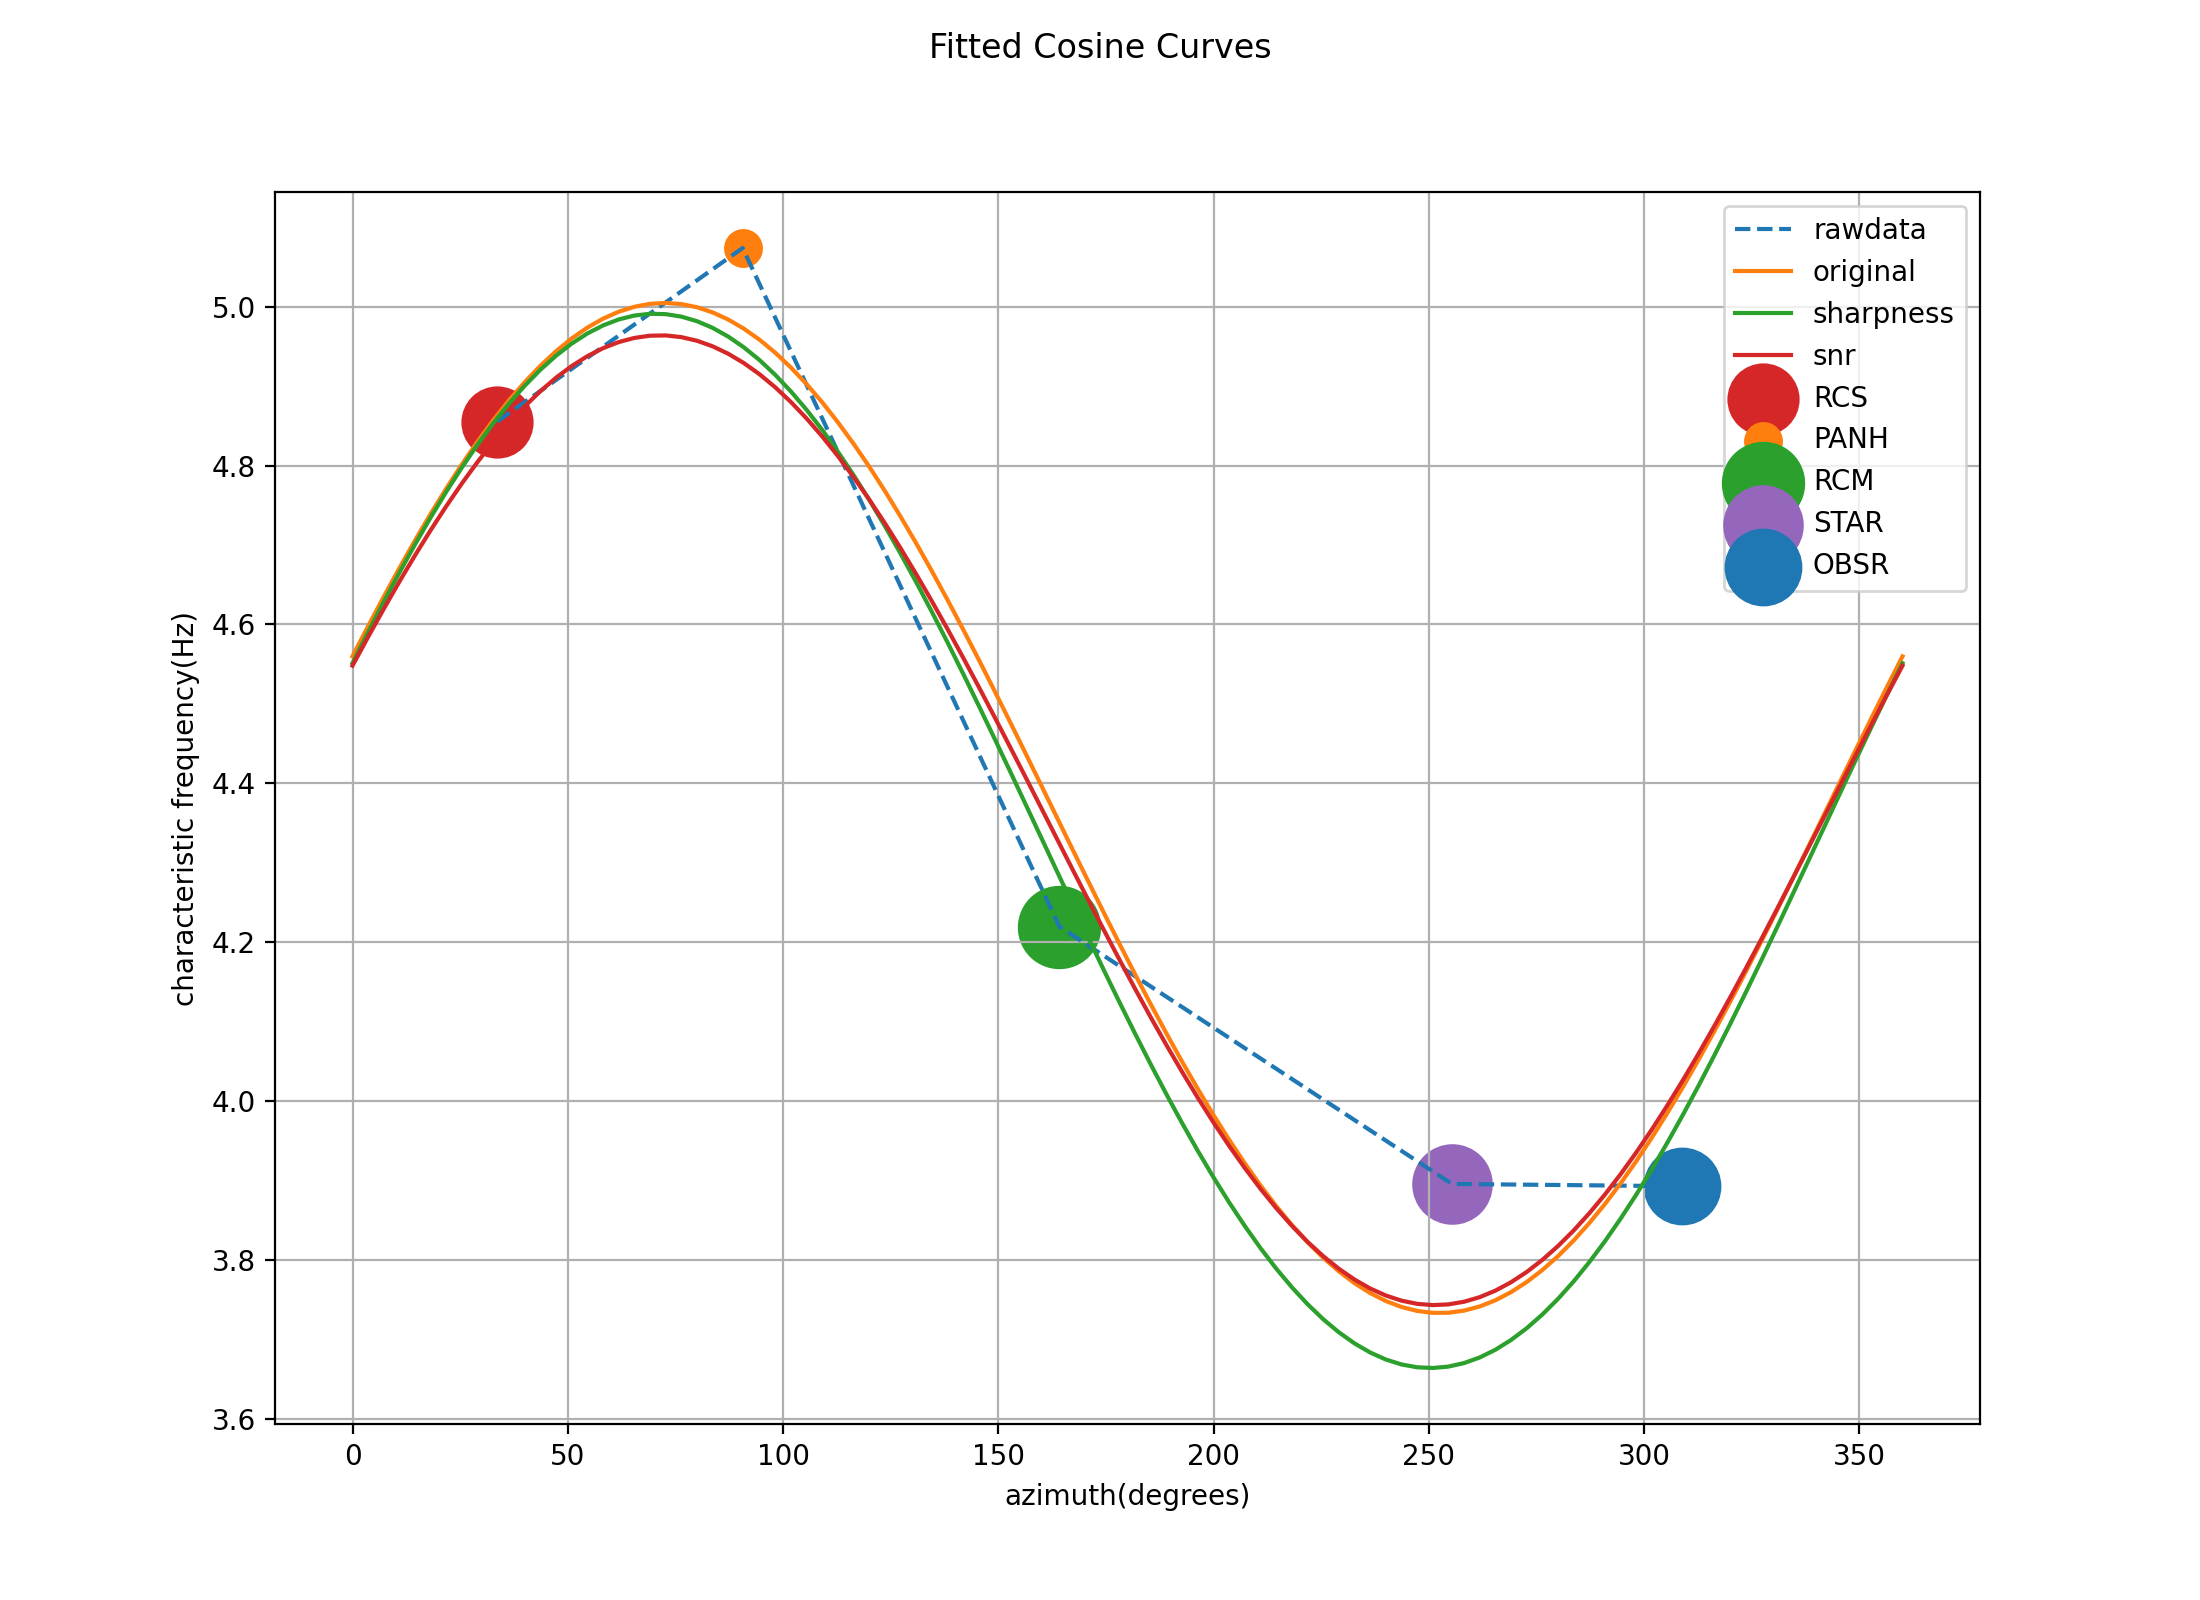 Fitted Cosine Curves
rawdata
original
sharpness
snr
RCS
PANH
RCM
STAR
OBSR
characteristic frequency(Hz)
5.0
4.8
4.6
4.4
4.2
4.0
3.8
3.6
0 50 100 150 200 250 300 350
azimuth(degrees)